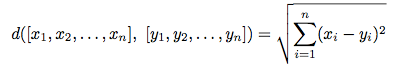 d([x₁, x₂, . . . , xₙ], [y₁, y₂, . . . , yₙ]) = √(∑ᵢ₌₁ⁿ (xᵢ − yᵢ)²)